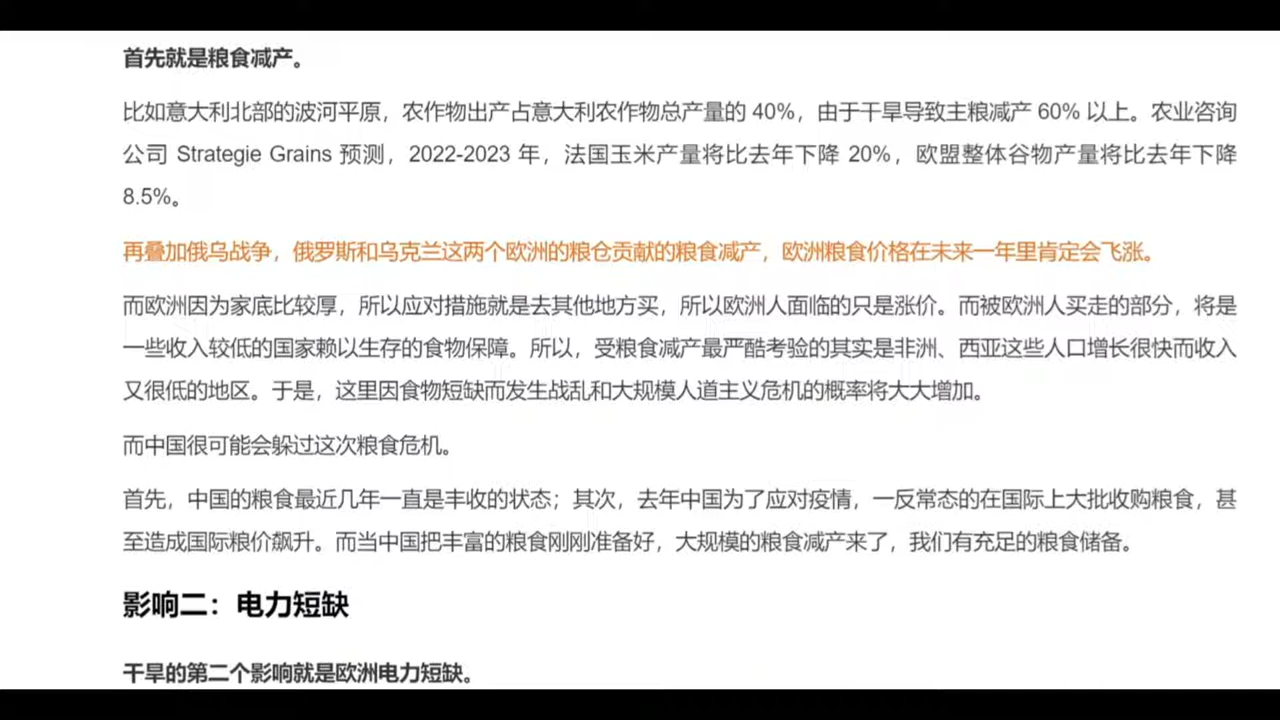 首先就是粮食减产。
比如意大利北部的波河平原，农作物出产占意大利农作物总产量的 40%，由于干旱导致主粮减产 60% 以上。农业咨询
公司 Strategie Grains 预测，2022-2023 年，法国玉米产量将比去年下降 20%，欧盟整体谷物产量将比去年下降
8.5%。
再叠加俄乌战争，俄罗斯和乌克兰这两个欧洲的粮仓贡献的粮食减产，欧洲粮食价格在未来一年里肯定会飞涨。
而欧洲因为家底比较厚，所以应对措施就是去其他地方买，所以欧洲人面临的只是涨价。而被欧洲人买走的部分，将是
一些收入较低的国家赖以生存的食物保障。所以，受粮食减产最严酷考验的其实是非洲、西亚这些人口增长很快而收入
又很低的地区。于是，这里因食物短缺而发生战乱和大规模人道主义危机的概率将大大增加。
而中国很可能会躲过这次粮食危机。
首先，中国的粮食最近几年一直是丰收的状态；其次，去年中国为了应对疫情，一反常态的在国际上大批收购粮食，甚
至造成国际粮价飙升。而当中国把丰富的粮食刚刚准备好，大规模的粮食减产来了，我们有充足的粮食储备。
影响二：电力短缺
干旱的第二个影响就是欧洲电力短缺。